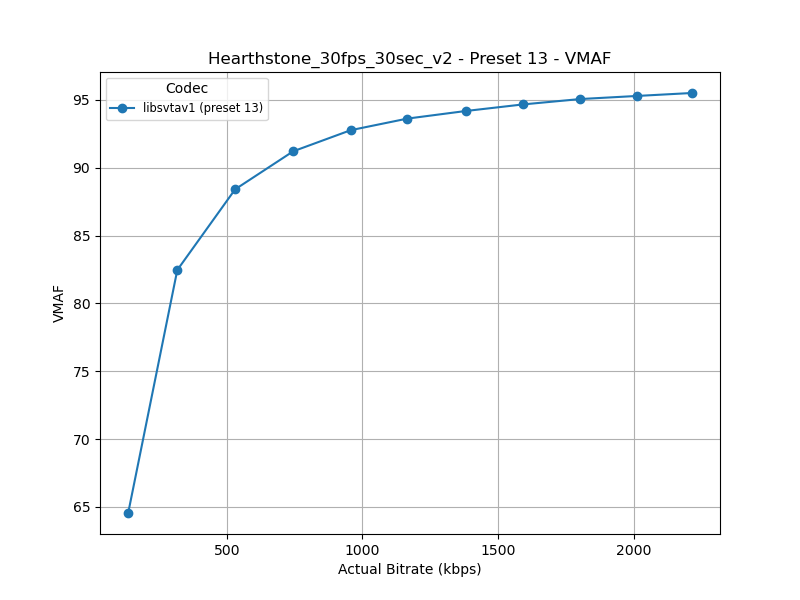 Hearthstone_30fps_30sec_v2 - Preset 13 - VMAF
Codec
libsvtav1 (preset 13)
95
90
85
80
75
70
65
VMAF
500
1000
1500
2000
Actual Bitrate (kbps)